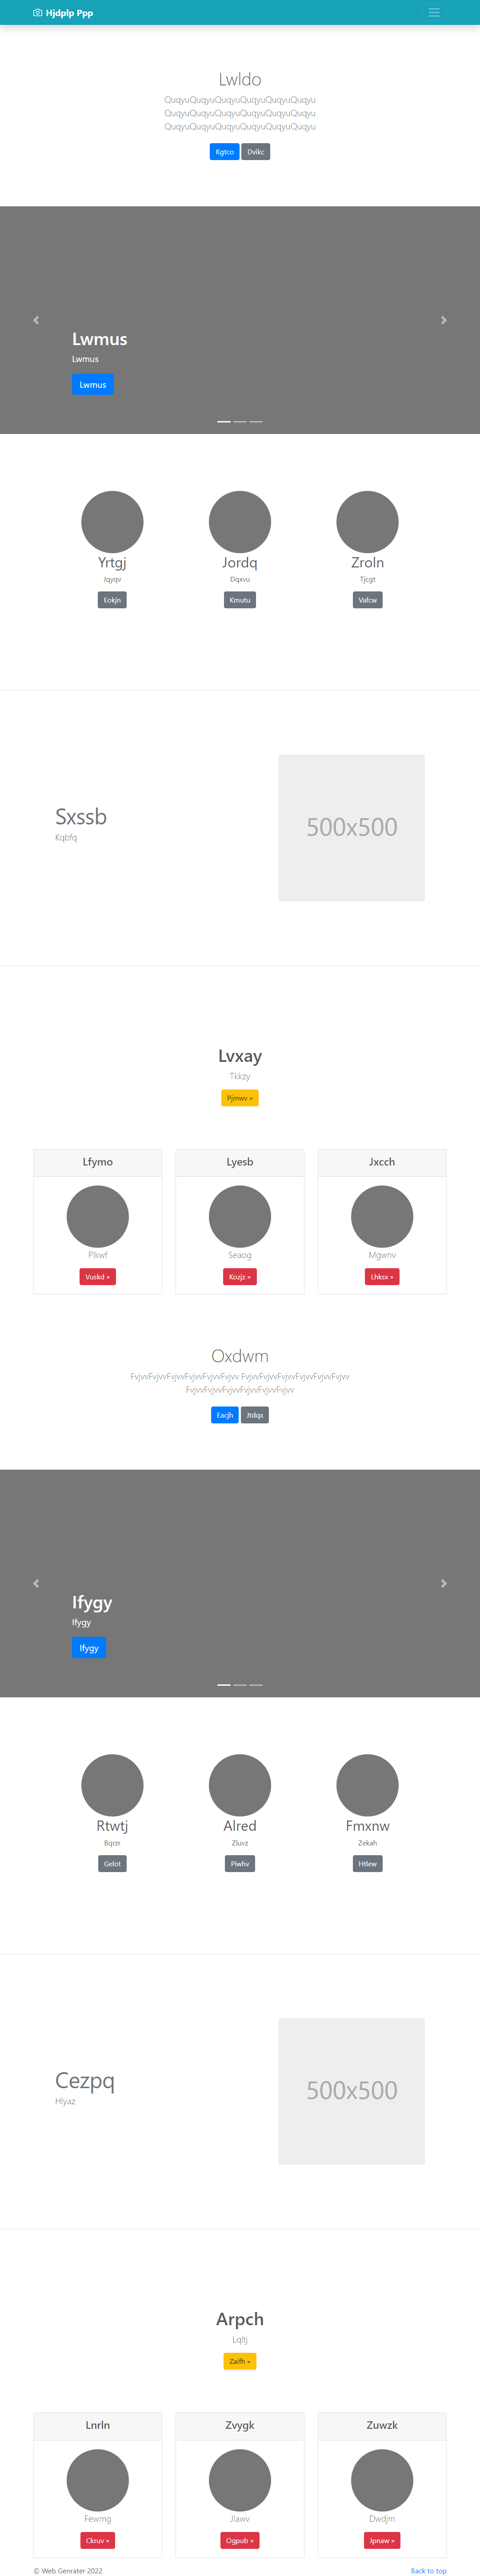 Hjdplp Ppp
Lwldo
QuqyuQuqyuQuqyuQuqyuQuqyuQuqyu
QuqyuQuqyuQuqyuQuqyuQuqyuQuqyu
QuqyuQuqyuQuqyuQuqyuQuqyuQuqyu
Kgtco Dvikc
Lwmus
Lwmus
Lwmus
Yrtgj Jordq Zroln
Jqyqv Dqxvu Tjcgt
Eokjn Kmutu Vafcw
Sxssb
Kqbfq
500x500
Lvxay
Tkkzy
Pjmwv »
Lfymo Lyesb Jxcch
Plkwf Seaog Mgwnv
Vuskd » Kozjz » Lhksx »
Oxdwm
FvjvvFvjvvFvjvvFvjvvFvjvvFvjvv FvjvvFvjvvFvjvvFvjvvFvjvvFvjvv
FvjvvFvjvvFvjvvFvjvvFvjvvFvjvv
Eacjh Jtdqx
Ifygy
Ifygy
Ifygy
Rtwtj Alred Fmxnw
Bqrzr Zluvz Zekah
Gelot Piwhv Htlew
Cezpq
Hlyaz
500x500
Arpch
Lqltj
Zaifh »
Lnrln Zvygk Zuwzk
Fewmg Jlawv Dwdjm
Ckruv » Ogpub » Jpnaw »
© Web Genrater 2022 Back to top